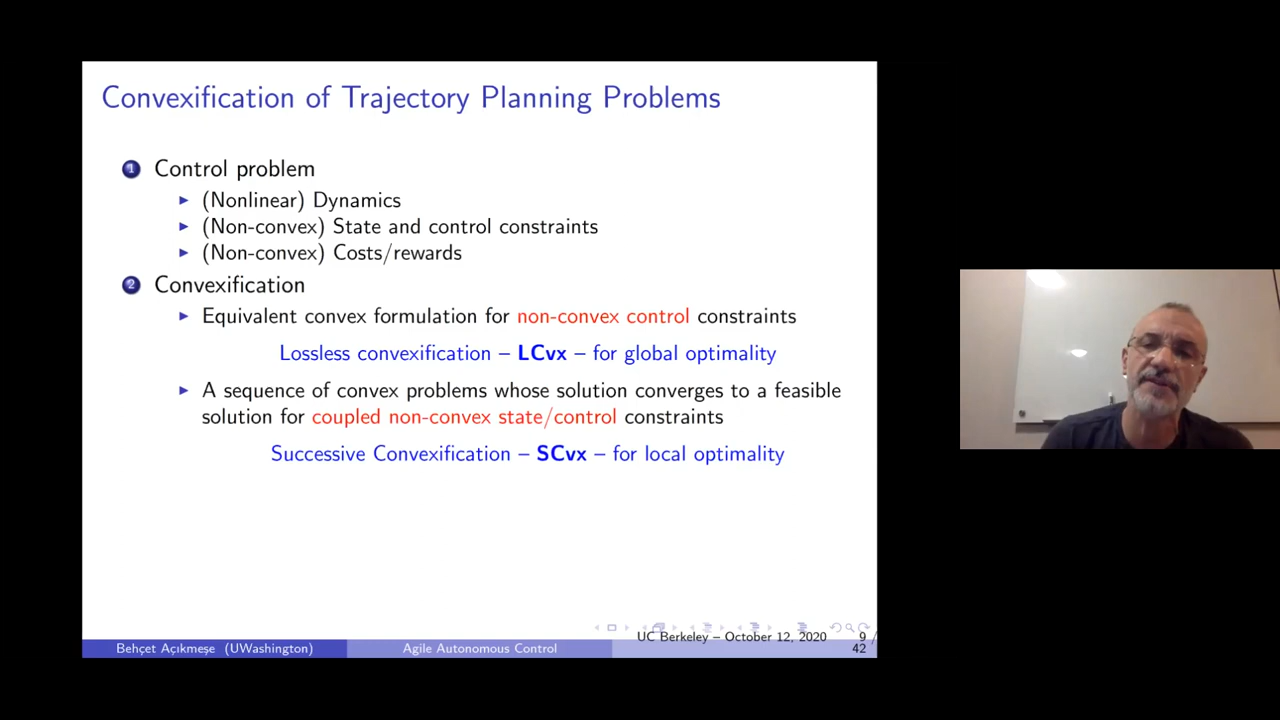 Convexification of Trajectory Planning Problems
1 Control problem
(Nonlinear) Dynamics
(Non-convex) State and control constraints
(Non-convex) Costs/rewards
2 Convexification
Equivalent convex formulation for non-convex control constraints
Lossless convexification – LCvx – for global optimality
A sequence of convex problems whose solution converges to a feasible
solution for coupled non-convex state/control constraints
Successive Convexification – SCvx – for local optimality
UC Berkeley – October 12, 2020 9 /
Behçet Açıkmeşe (UWashington) Agile Autonomous Control 42